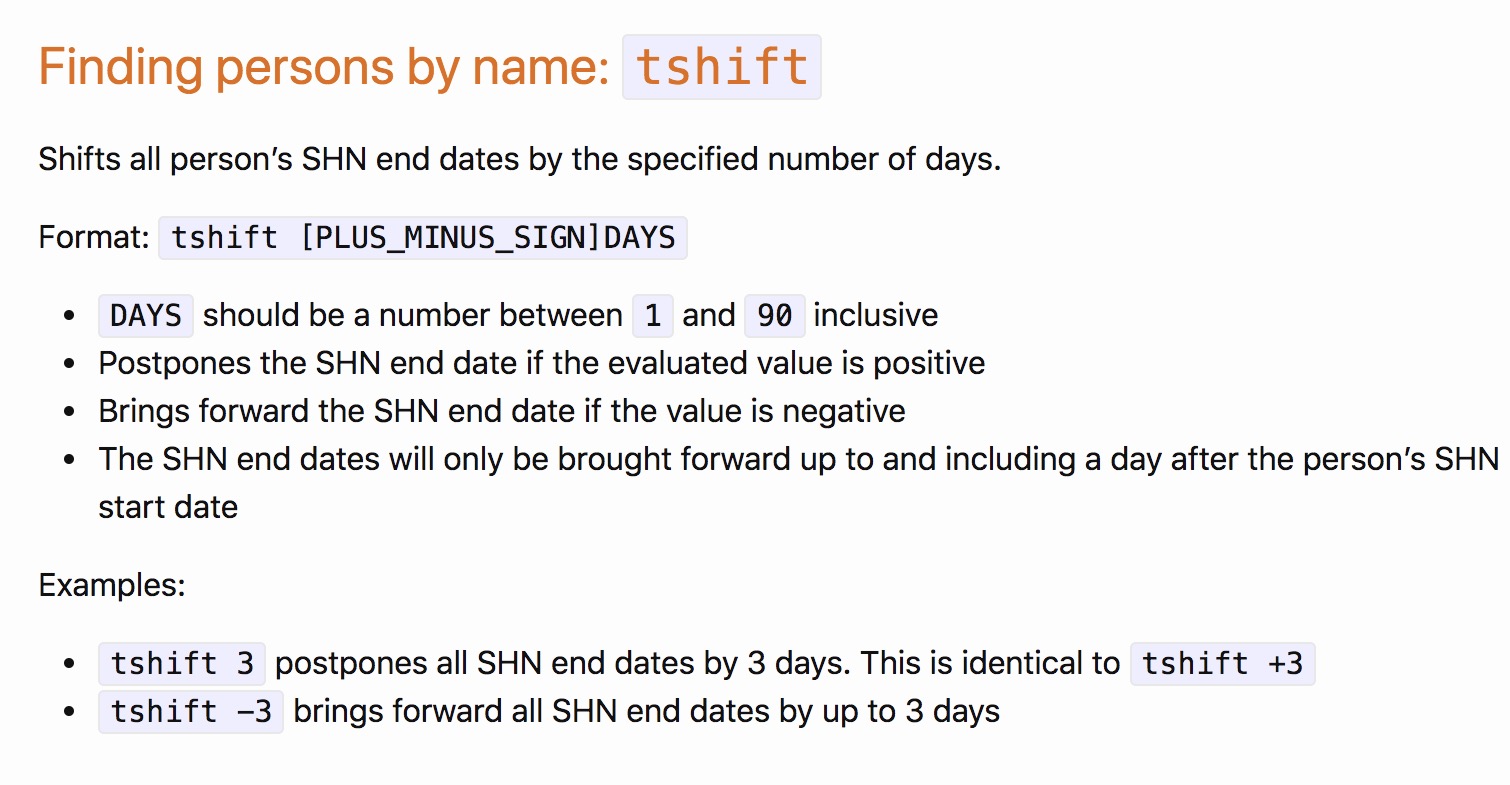 Finding persons by name: tshift
Shifts all person’s SHN end dates by the specified number of days.
Format: tshift [PLUS_MINUS_SIGN]DAYS
• DAYS should be a number between 1 and 90 inclusive
• Postpones the SHN end date if the evaluated value is positive
• Brings forward the SHN end date if the value is negative
• The SHN end dates will only be brought forward up to and including a day after the person’s SHN
start date
Examples:
• tshift 3 postpones all SHN end dates by 3 days. This is identical to tshift +3
• tshift −3 brings forward all SHN end dates by up to 3 days